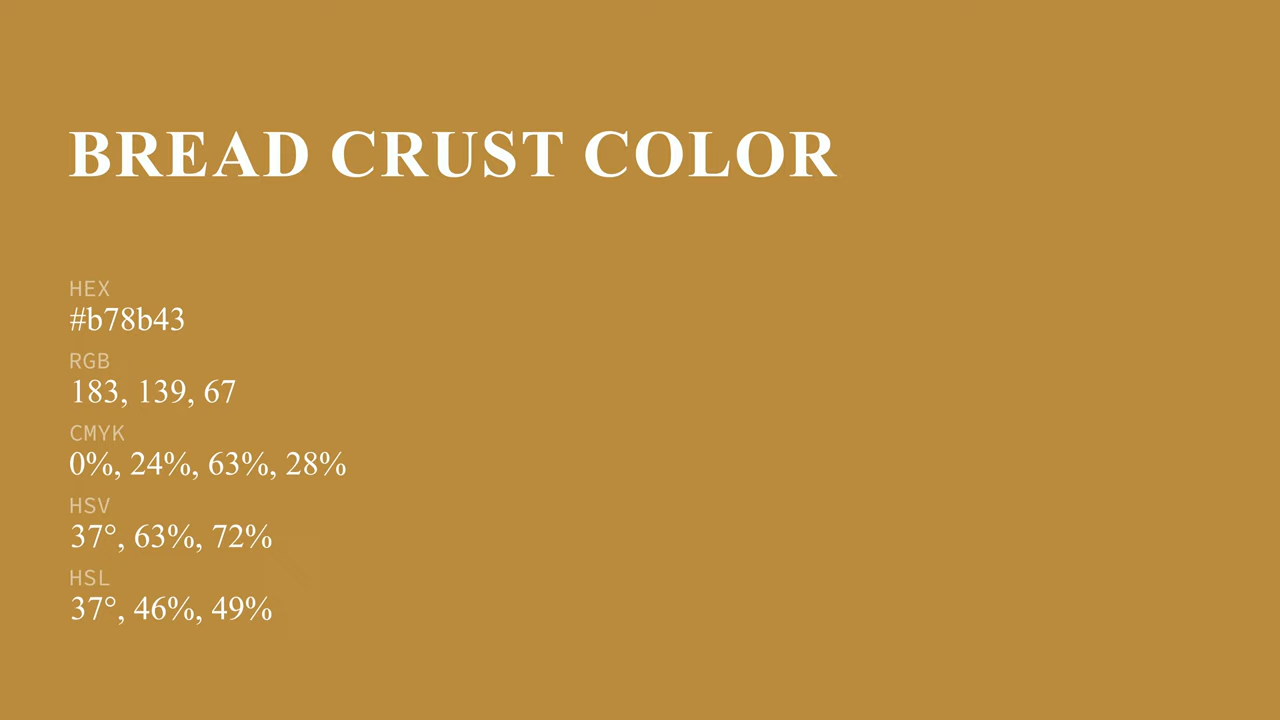 BREAD CRUST COLOR
HEX
#b78b43
RGB
183, 139, 67
CMYK
0%, 24%, 63%, 28%
HSV
37°, 63%, 72%
HSL
37°, 46%, 49%